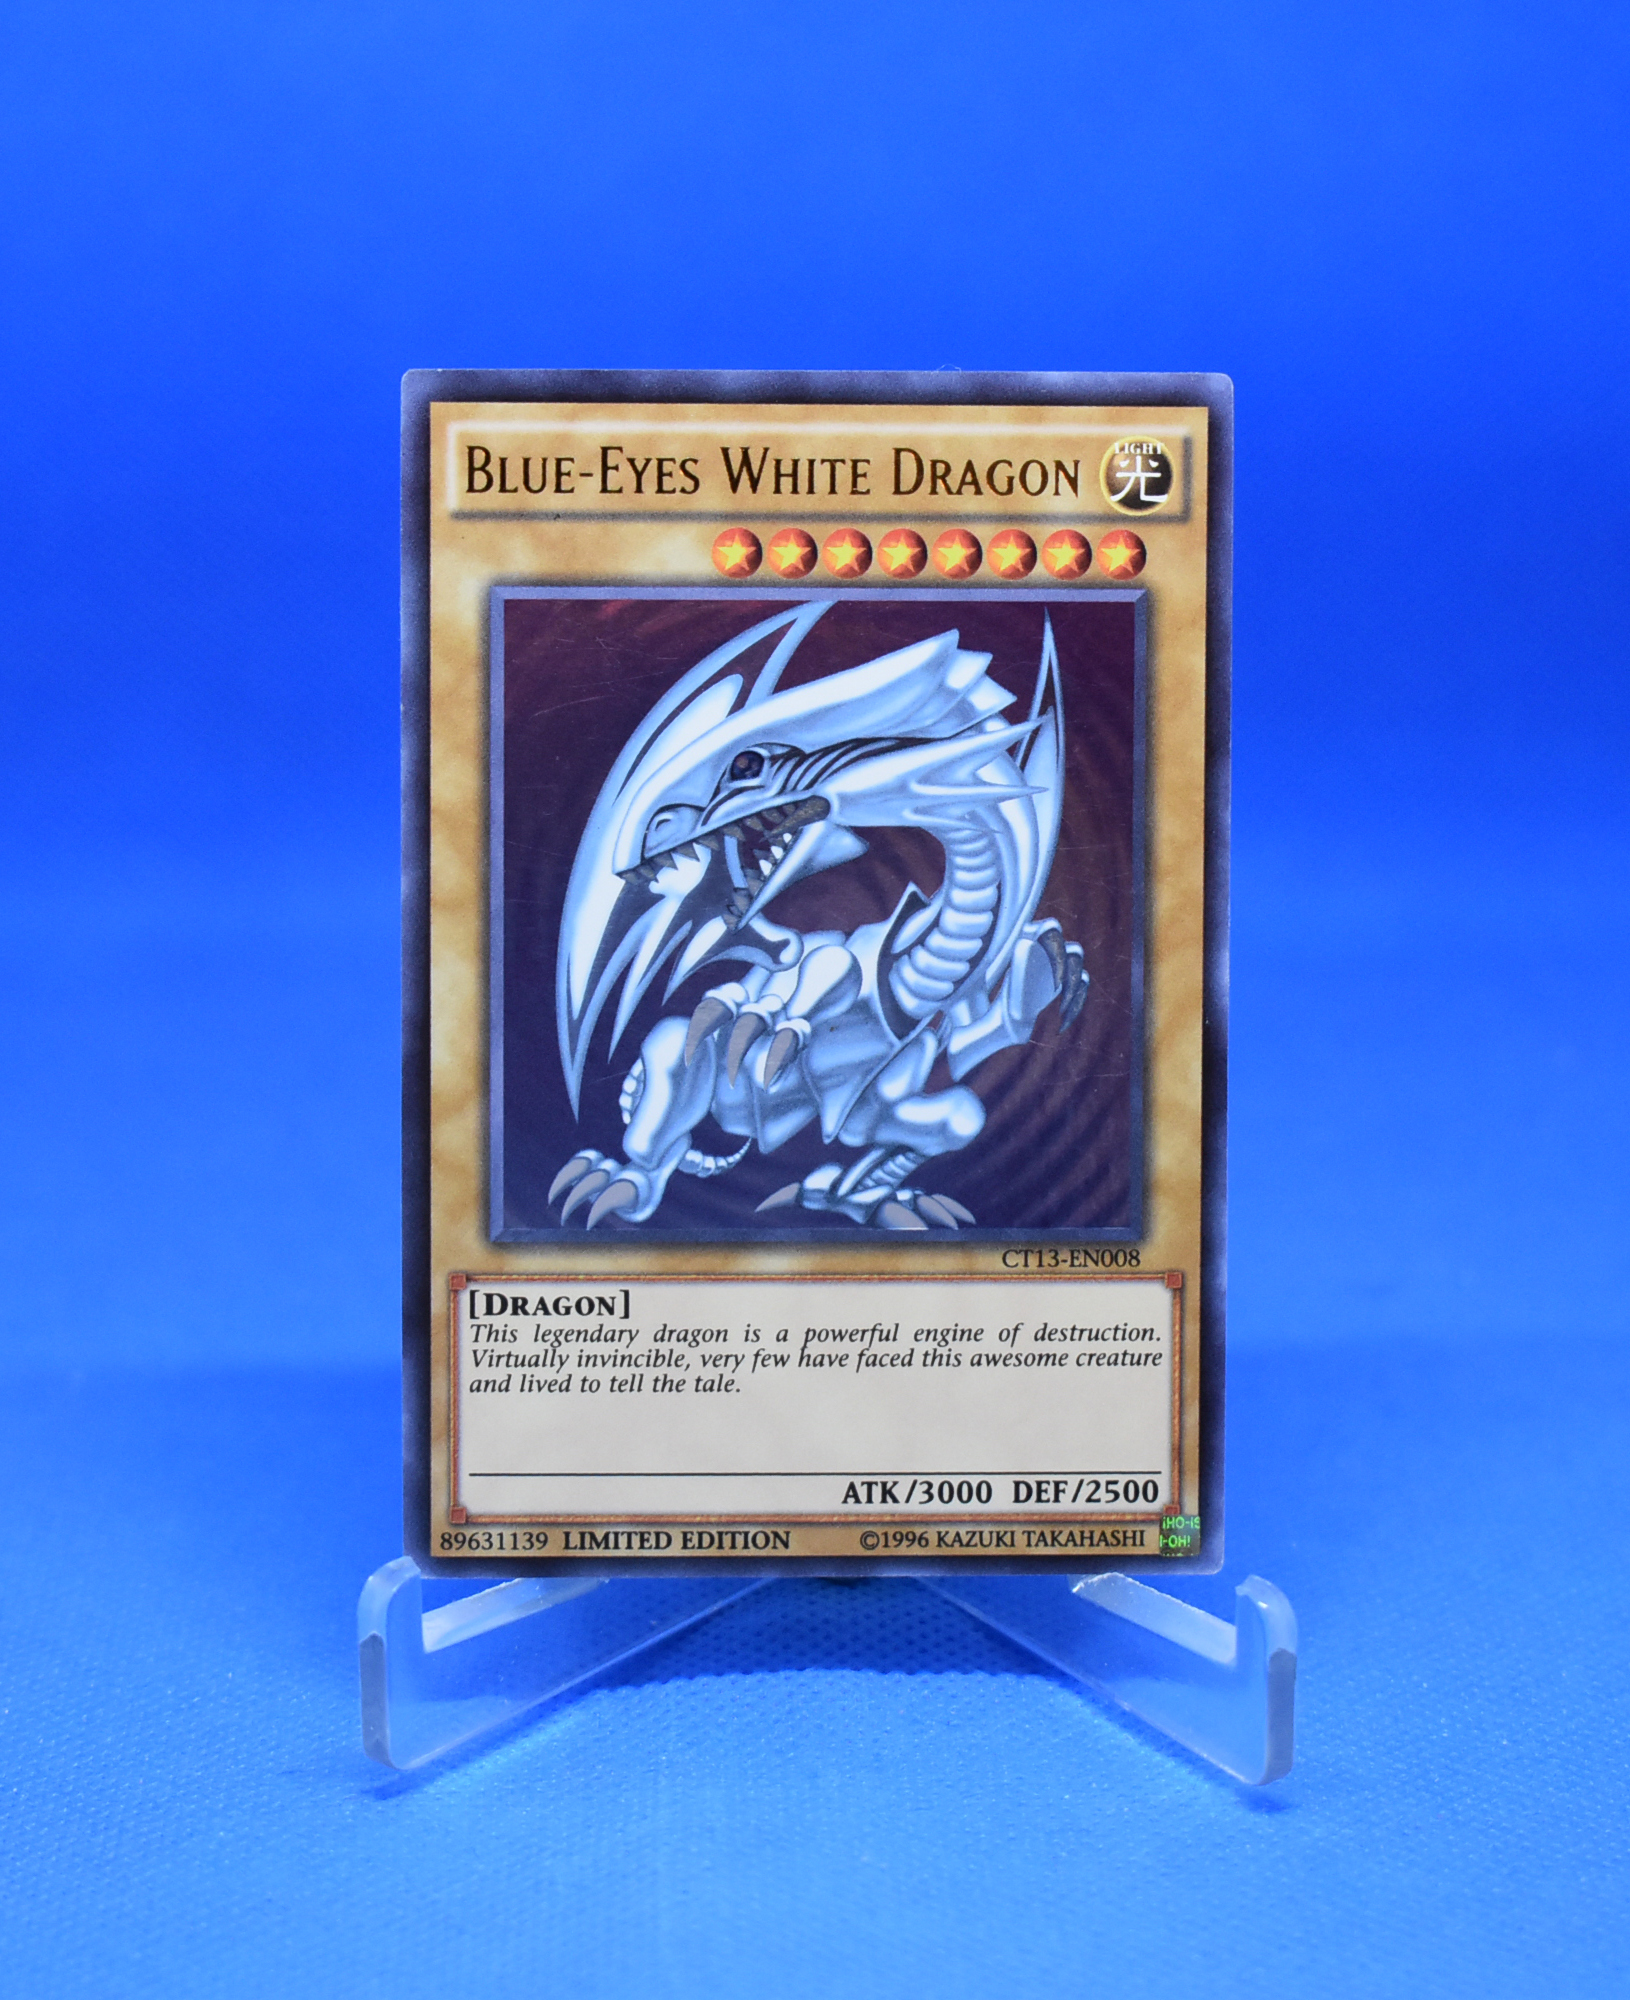 BLUE-EYES WHITE DRAGON
LIGHT
光
CT13-EN008
[DRAGON]
This legendary dragon is a powerful engine of destruction.
Virtually invincible, very few have faced this awesome creature
and lived to tell the tale.
ATK/3000 DEF/2500
89631139 LIMITED EDITION ©1996 KAZUKI TAKAHASHI
-OH!